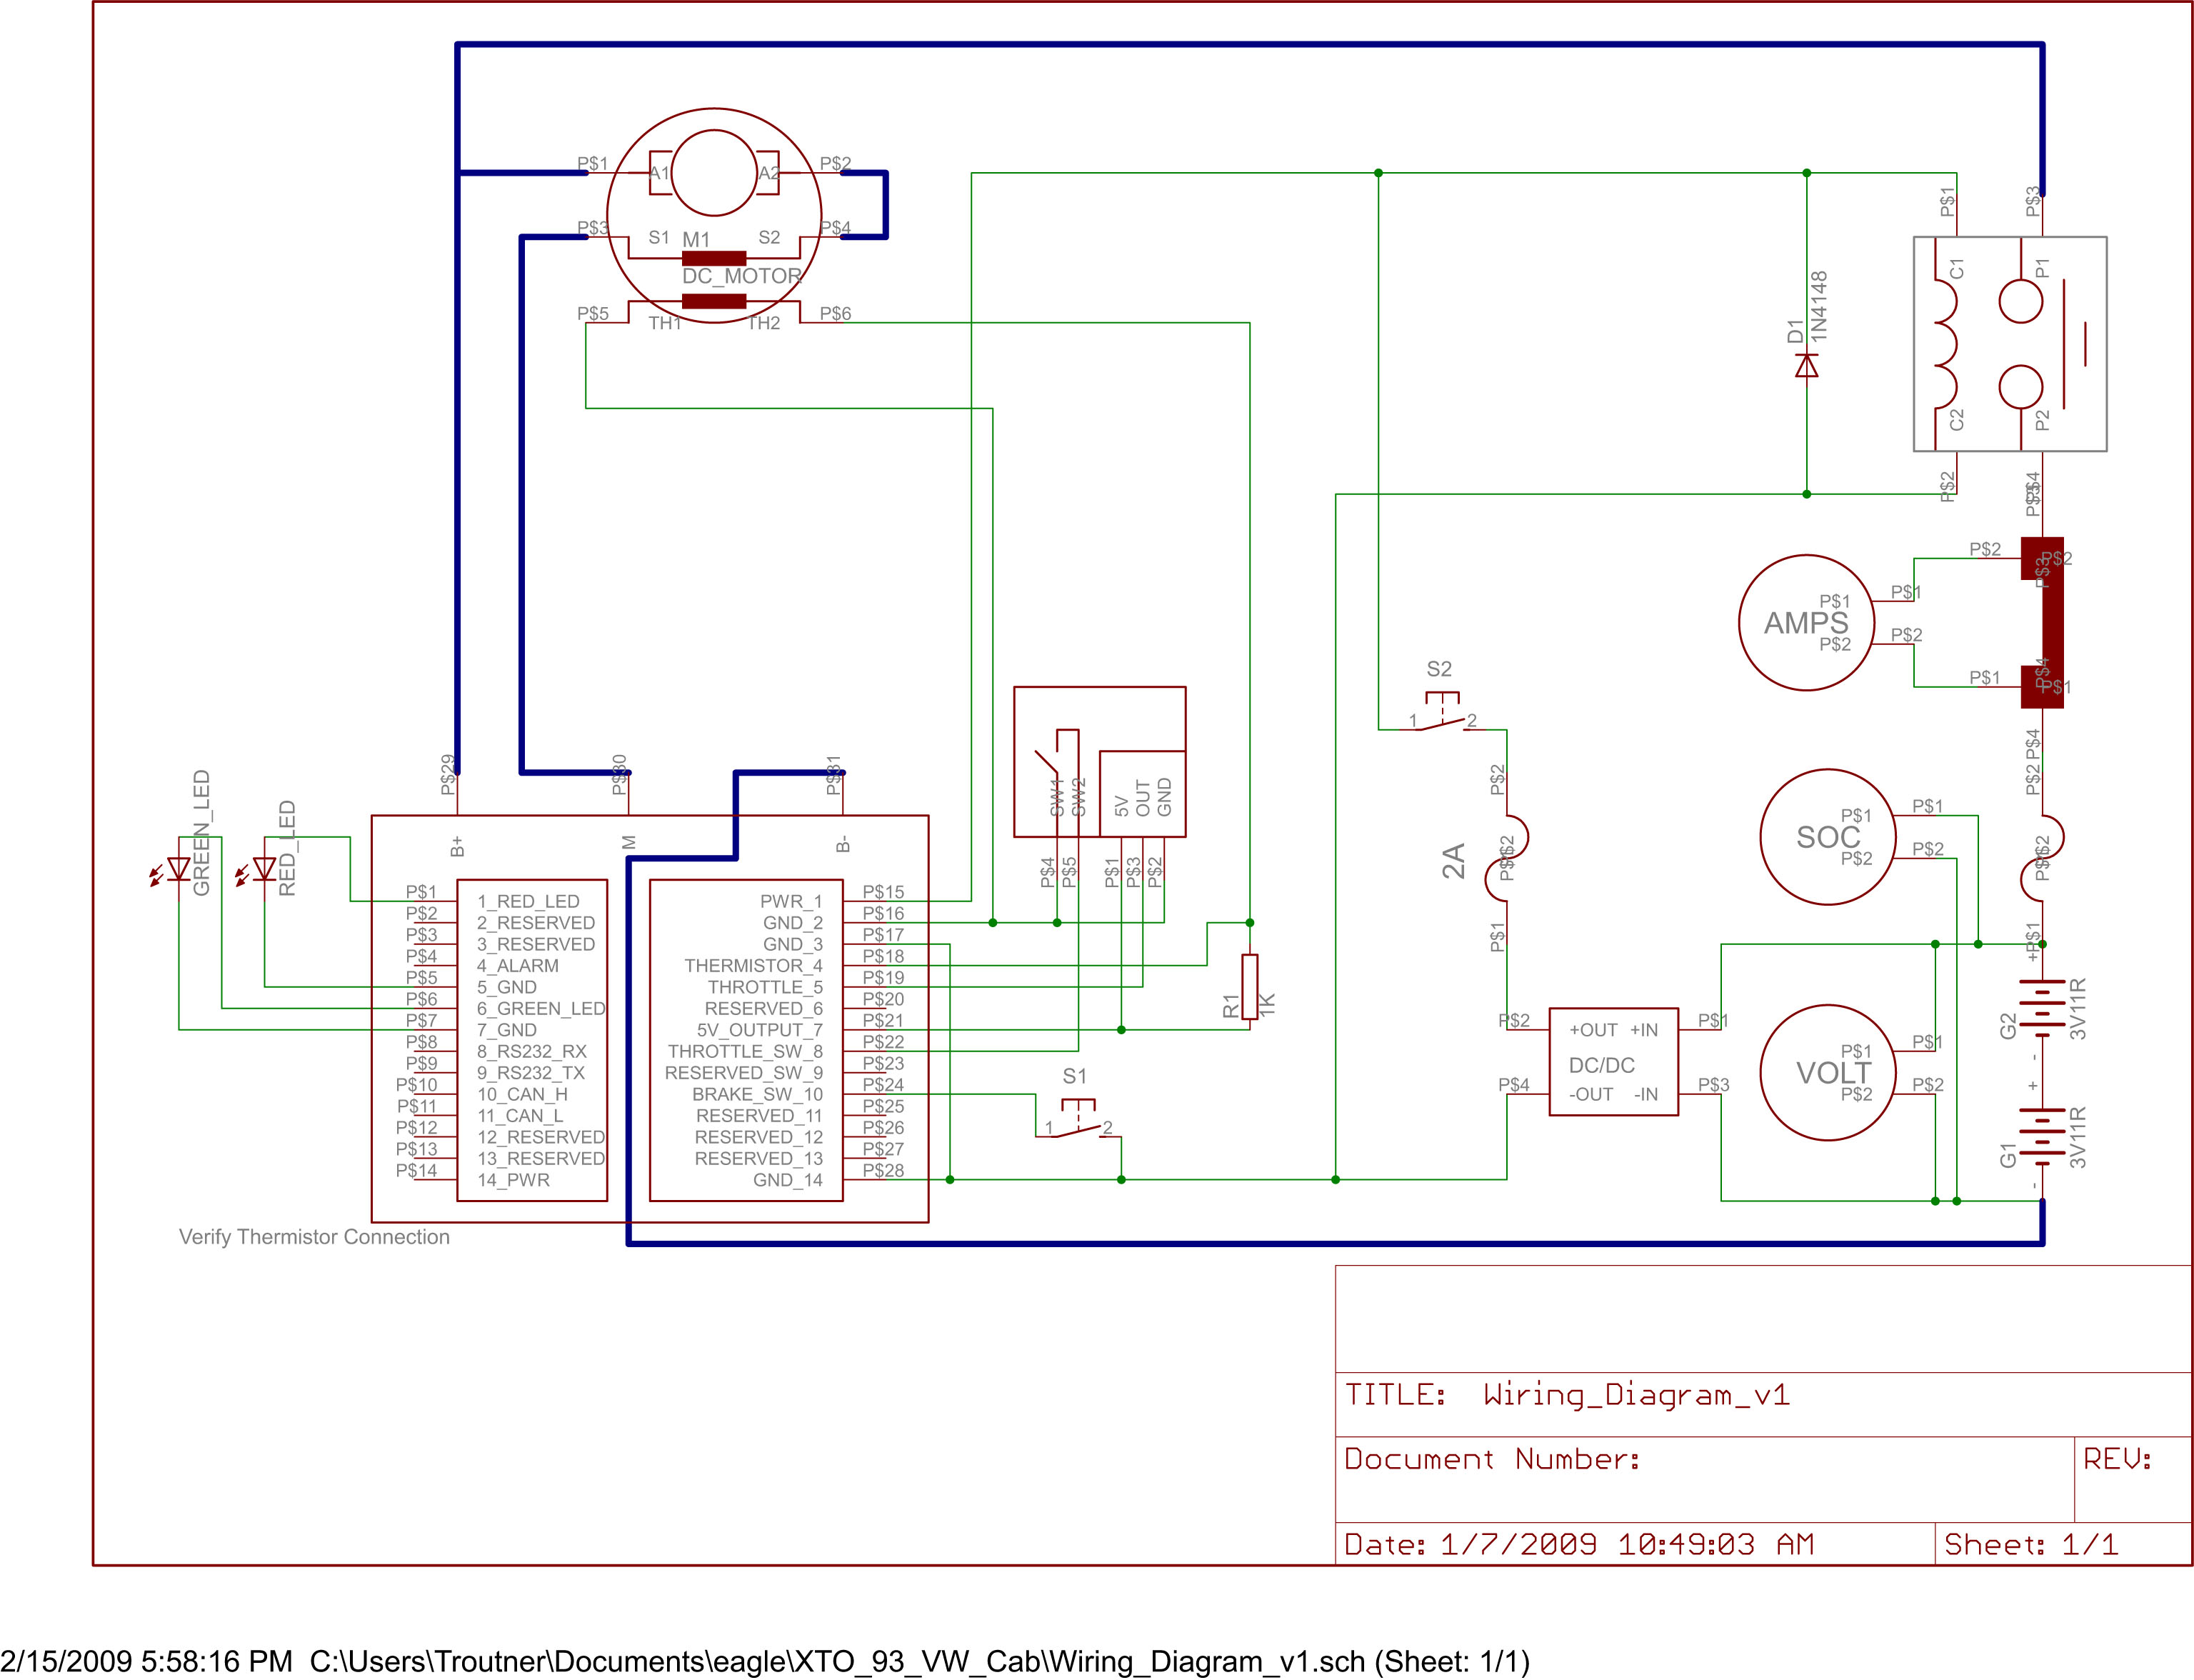 P$1
A1
A2
P$2
P$3
S1
M1
S2
P$4
DC_MOTOR
P$5
TH1
TH2
P$6
P$1
P$3
C1
P1
D1
1N4148
C2
P2
P$2
P$4
P$2
P$3
P$2
P$1
P$1
AMPS
P$2
P$2
P$1
P$4
P$1
S2
1
2
P$2
2A
P$1
P$4
P$2
P$1
SOC
P$1
P$2
P$2
P$1
P$29
P$30
P$31
B+
M
B-
GREEN_LED
RED_LED
SW1
SW2
5V
OUT
GND
P$4
P$5
P$1
P$3
P$2
P$1
1_RED_LED
P$2
2_RESERVED
P$3
3_RESERVED
P$4
4_ALARM
P$5
5_GND
P$6
6_GREEN_LED
P$7
7_GND
P$8
8_RS232_RX
P$9
9_RS232_TX
P$10
10_CAN_H
P$11
11_CAN_L
P$12
12_RESERVED
P$13
13_RESERVED
P$14
14_PWR
PWR_1
P$15
GND_2
P$16
GND_3
P$17
THERMISTOR_4
P$18
THROTTLE_5
P$19
RESERVED_6
P$20
5V_OUTPUT_7
P$21
THROTTLE_SW_8
P$22
RESERVED_SW_9
P$23
BRAKE_SW_10
P$24
RESERVED_11
P$25
RESERVED_12
P$26
RESERVED_13
P$27
GND_14
P$28
R1
1K
S1
1
2
P$2
+OUT
+IN
P$1
DC/DC
P$4
-OUT
-IN
P$3
P$1
P$1
VOLT
P$2
P$2
+
G2
3V11R
-
+
G1
3V11R
-
Verify Thermistor Connection
TITLE: Wiring_Diagram_v1
Document Number:
REV:
Date: 1/7/2009 10:49:03 AM
Sheet: 1/1
2/15/2009 5:58:16 PM C:\Users\Troutner\Documents\eagle\XTO_93_VW_Cab\Wiring_Diagram_v1.sch (Sheet: 1/1)